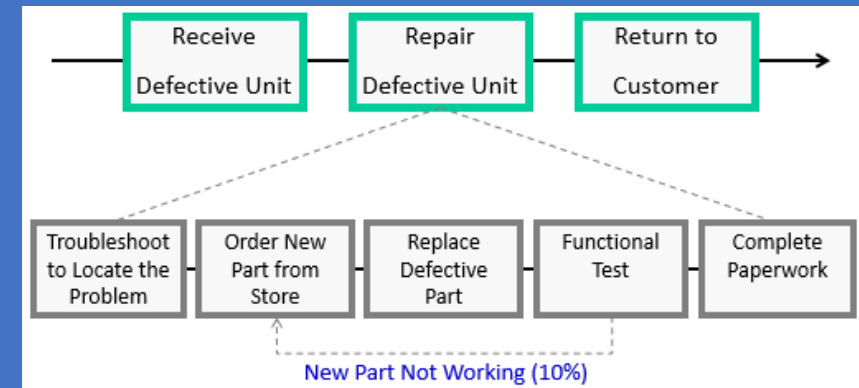 Receive
Defective Unit
Repair
Defective Unit
Return to
Customer
Troubleshoot
to Locate the
Problem
Order New
Part from
Store
Replace
Defective
Part
Functional
Test
Complete
Paperwork
New Part Not Working (10%)